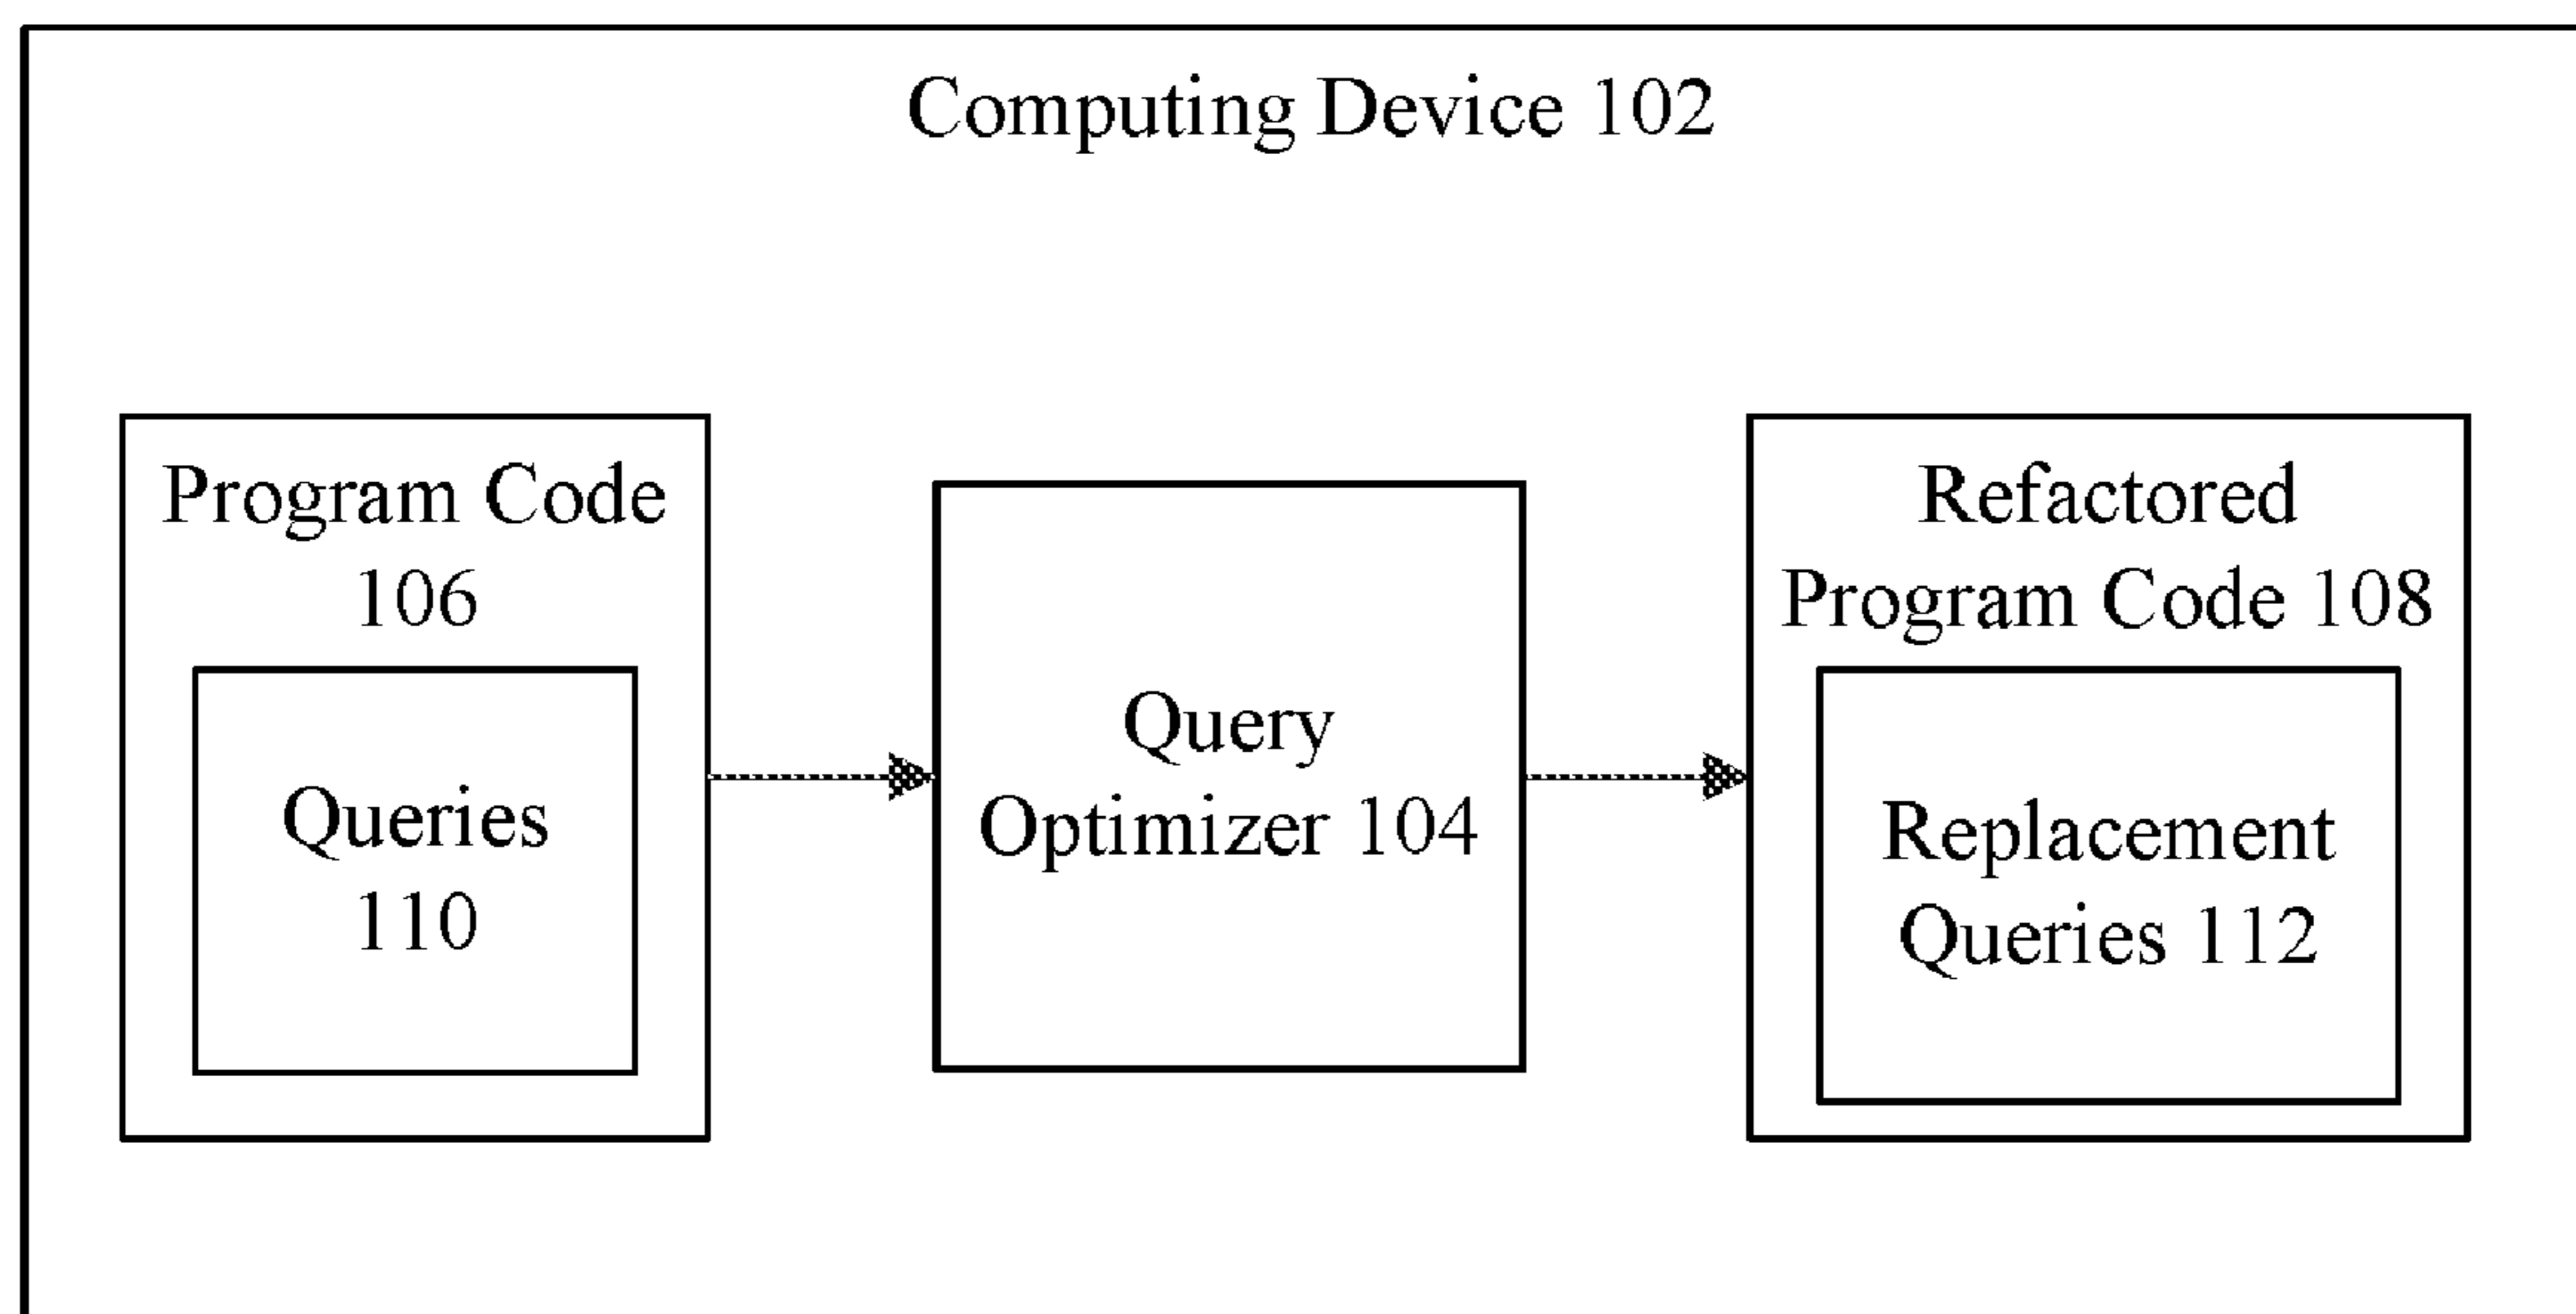 Computing Device 102
Program Code
106
Queries
110
Query
Optimizer 104
Refactored
Program Code 108
Replacement
Queries 112